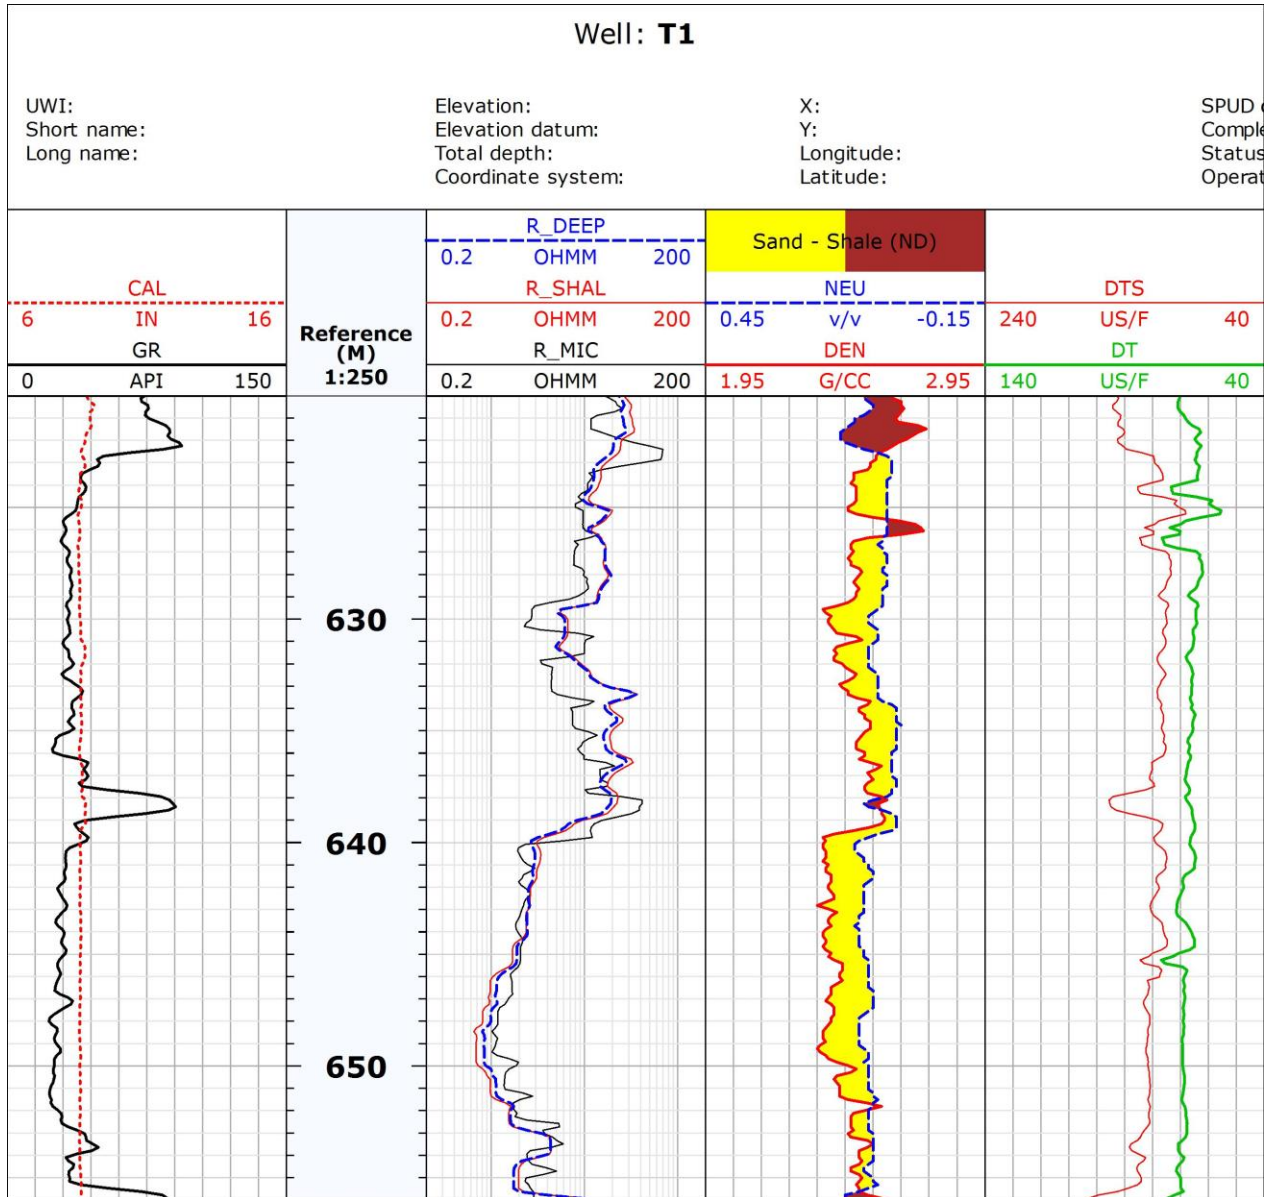 Well: T1
UWI:
Short name:
Long name:
Elevation:
Elevation datum:
Total depth:
Coordinate system:
X:
Y:
Longitude:
Latitude:
SPUD
Status
CAL
6 IN 16
GR
0 API 150
Reference
(M)
1:250
R_DEEP
0.2 OHMM 200
R_SHAL
0.2 OHMM 200
R_MIC
0.2 OHMM 200
Sand - Shale (ND)
NEU
0.45 v/v -0.15
DEN
1.95 G/CC 2.95
DTS
240 US/F 40
DT
140 US/F 40
630
640
650